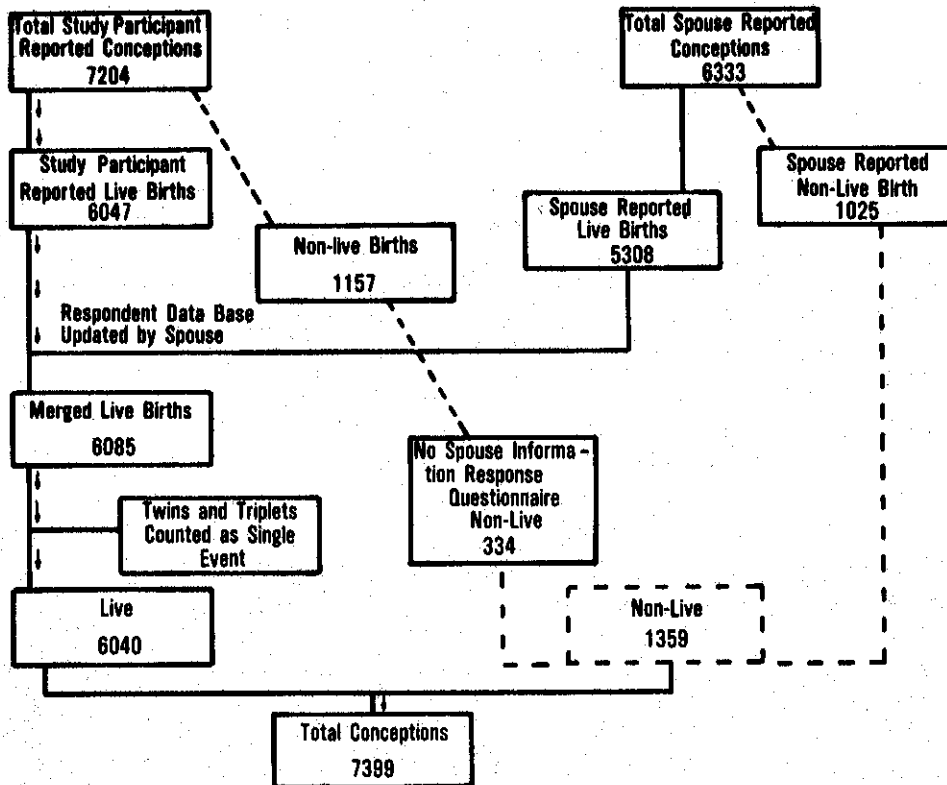 Total Study Participant
Reported Conceptions
7204
Total Spouse Reported
Conceptions
6333
Study Participant
Reported Live Births
6047
Spouse Reported
Non-Live Birth
1025
Spouse Reported
Live Births
5308
Non-live Births
1157
Respondent Data Base
Updated by Spouse
Merged Live Births
6085
No Spouse Informa-
tion Response
Questionnaire
Non-Live
334
Twins and Triplets
Counted as Single
Event
Live
6040
Non-Live
1359
Total Conceptions
7399